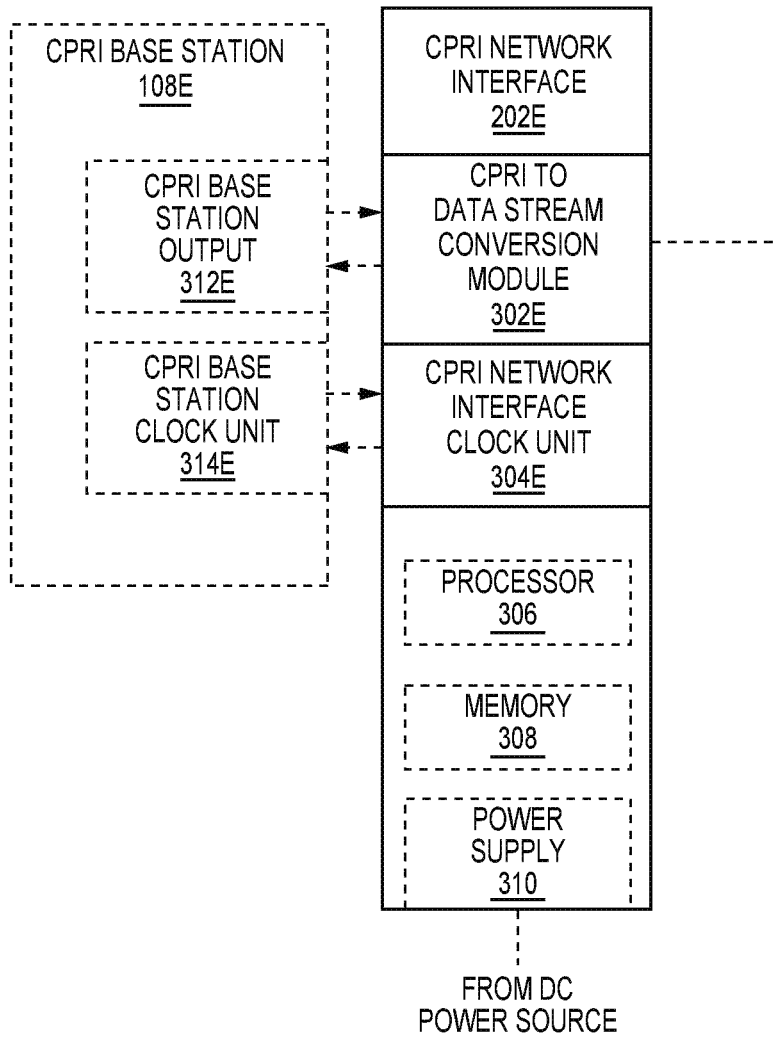 CPRI BASE STATION
108E
CPRI BASE
STATION
OUTPUT
312E
CPRI BASE
STATION
CLOCK UNIT
314E
CPRI NETWORK
INTERFACE
202E
CPRI TO
DATA STREAM
CONVERSION
MODULE
302E
CPRI NETWORK
INTERFACE
CLOCK UNIT
304E
PROCESSOR
306
MEMORY
308
POWER
SUPPLY
310
FROM DC
POWER SOURCE